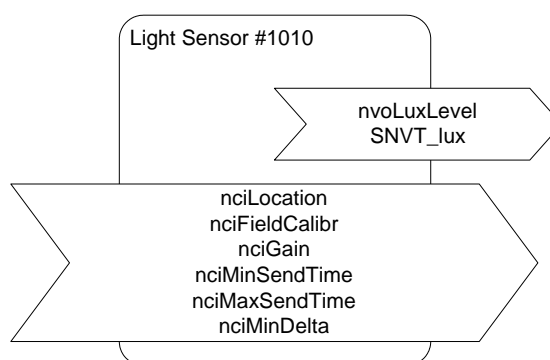 Light Sensor #1010
nvoLuxLevel
SNVT_lux
nciLocation
nciFieldCalibr
nciGain
nciMinSendTime
nciMaxSendTime
nciMinDelta